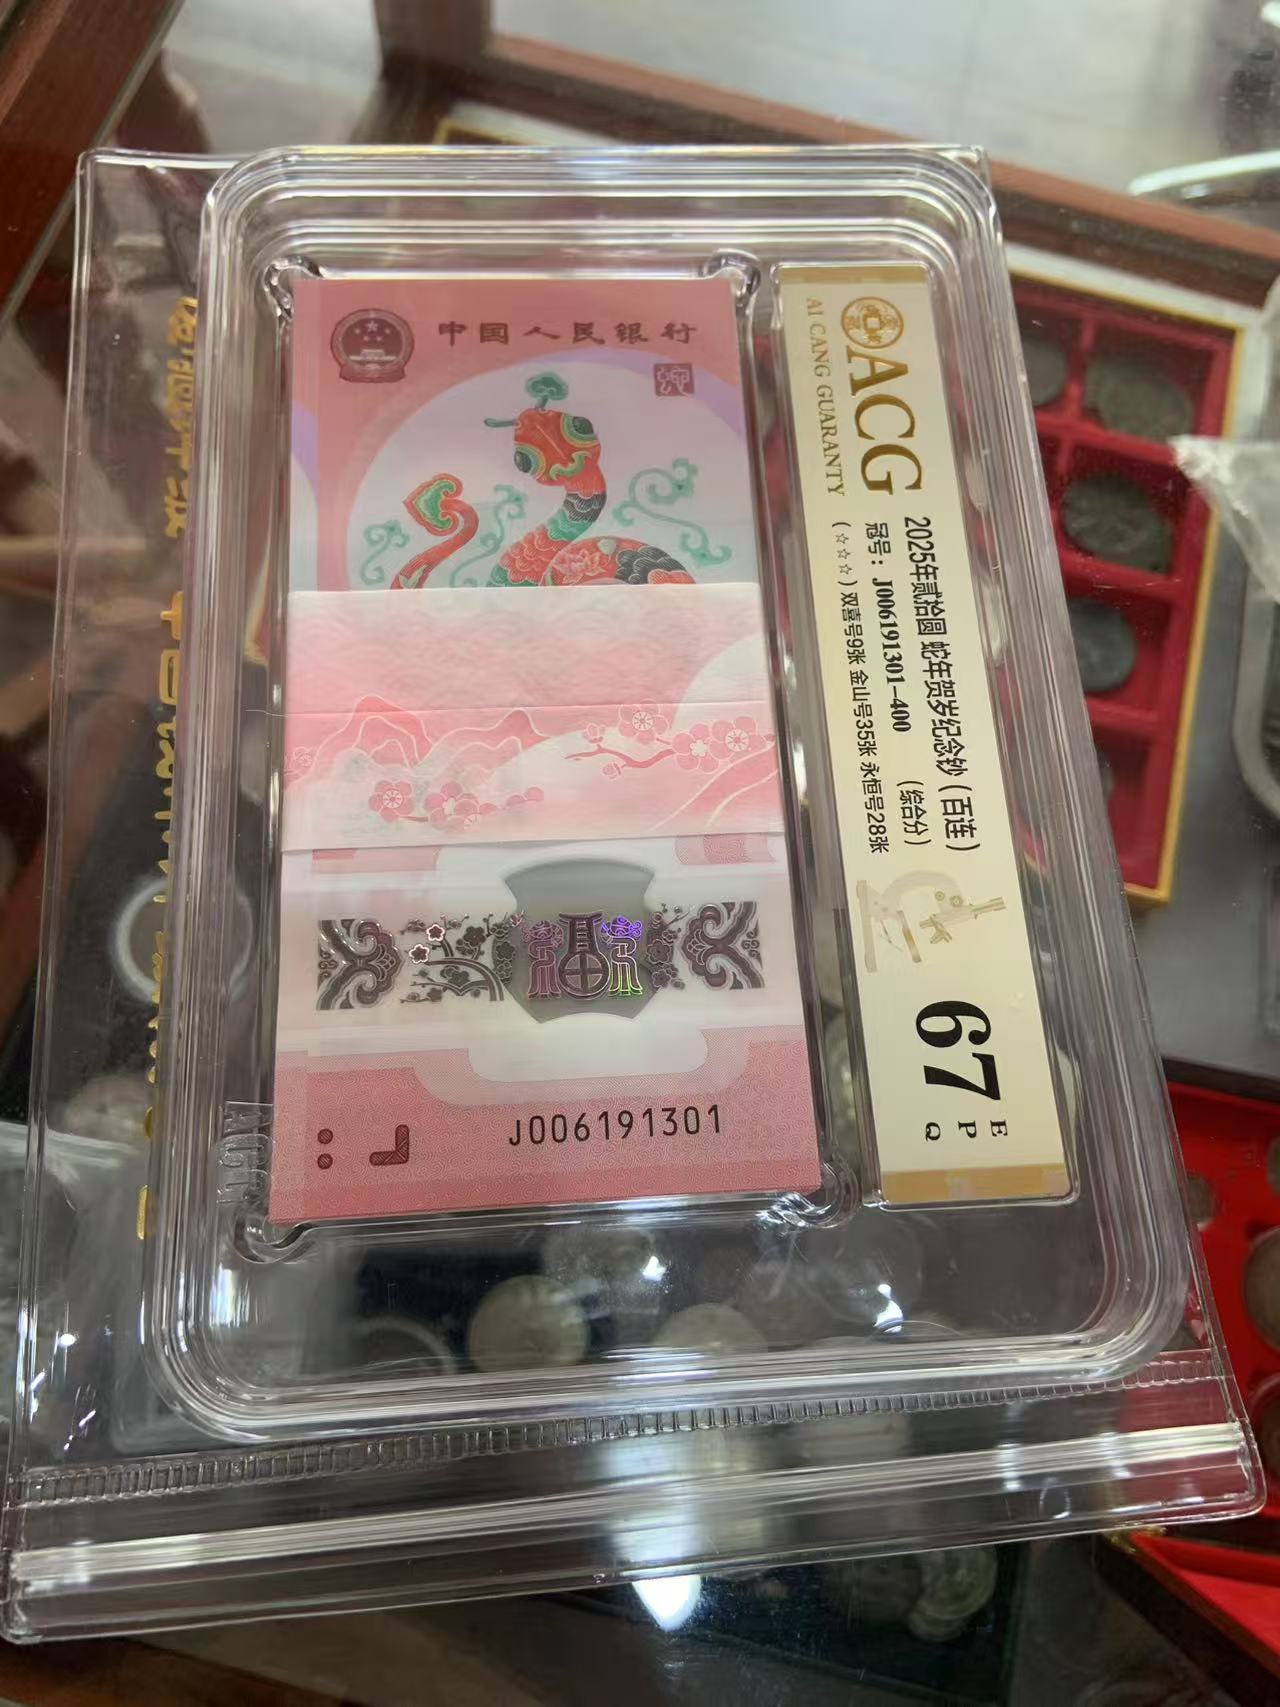 中国人民银行
J006191301
ACG
AI CANG GUARANTY
2025年贰拾圆 蛇年贺岁纪念钞（百连）
冠号：J006191301-400 （综合分）
（☆☆☆）双喜号9张 金山号35张 永恒号28张
67
E
P
Q